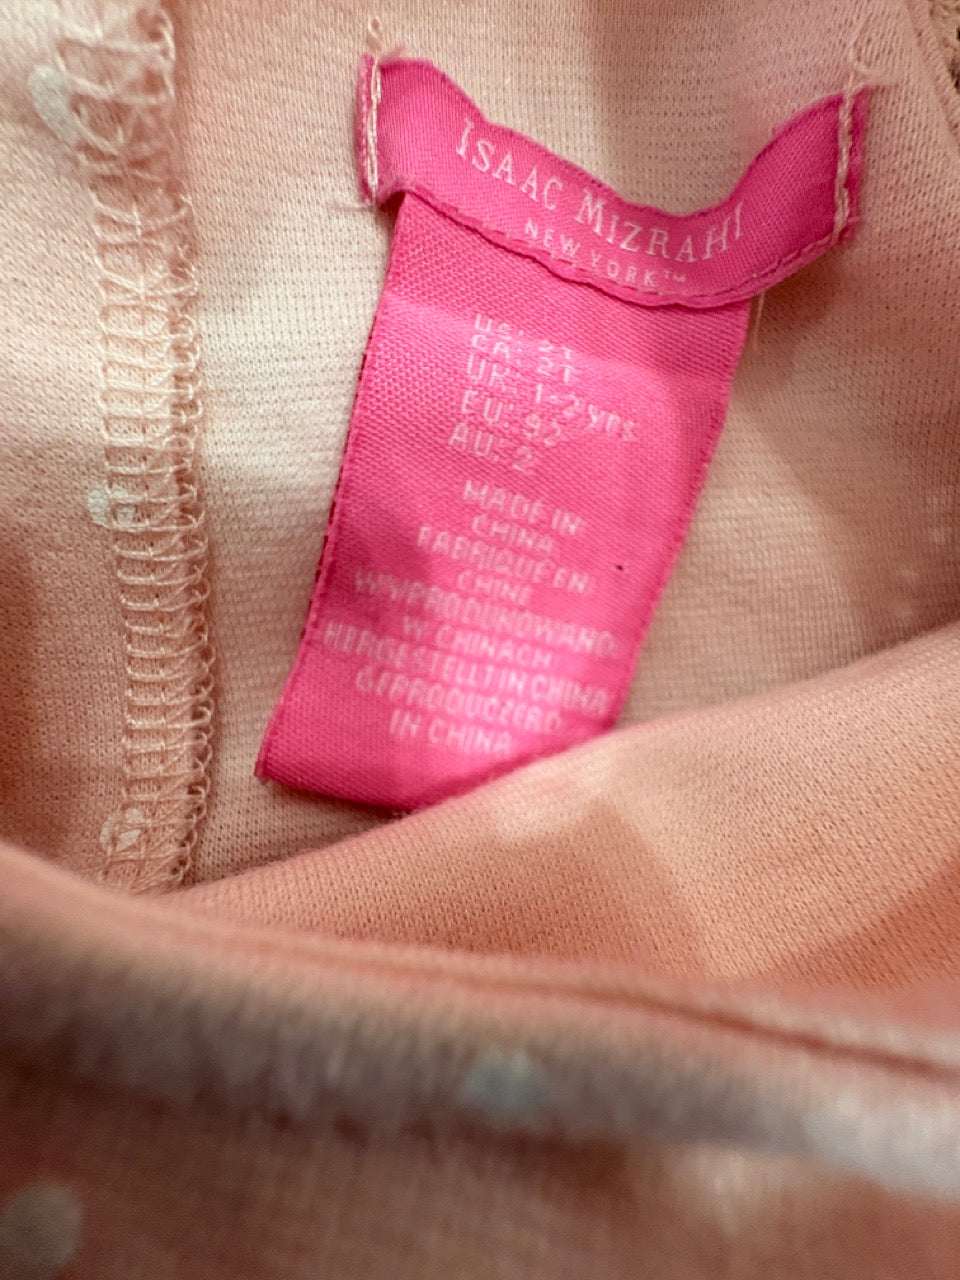 ISAAC MIZRAHI
NEW YORK™
US: 2T
CA: 2T
UK: 1-2 yrs
EU: 92
AU: 2
MADE IN
CHINA
FABRIQUÉ EN
CHINE
WYPRODUKOWANO
W CHINACH
HERGESTELLT IN CHINA
GEPRODUCEERD
IN CHINA